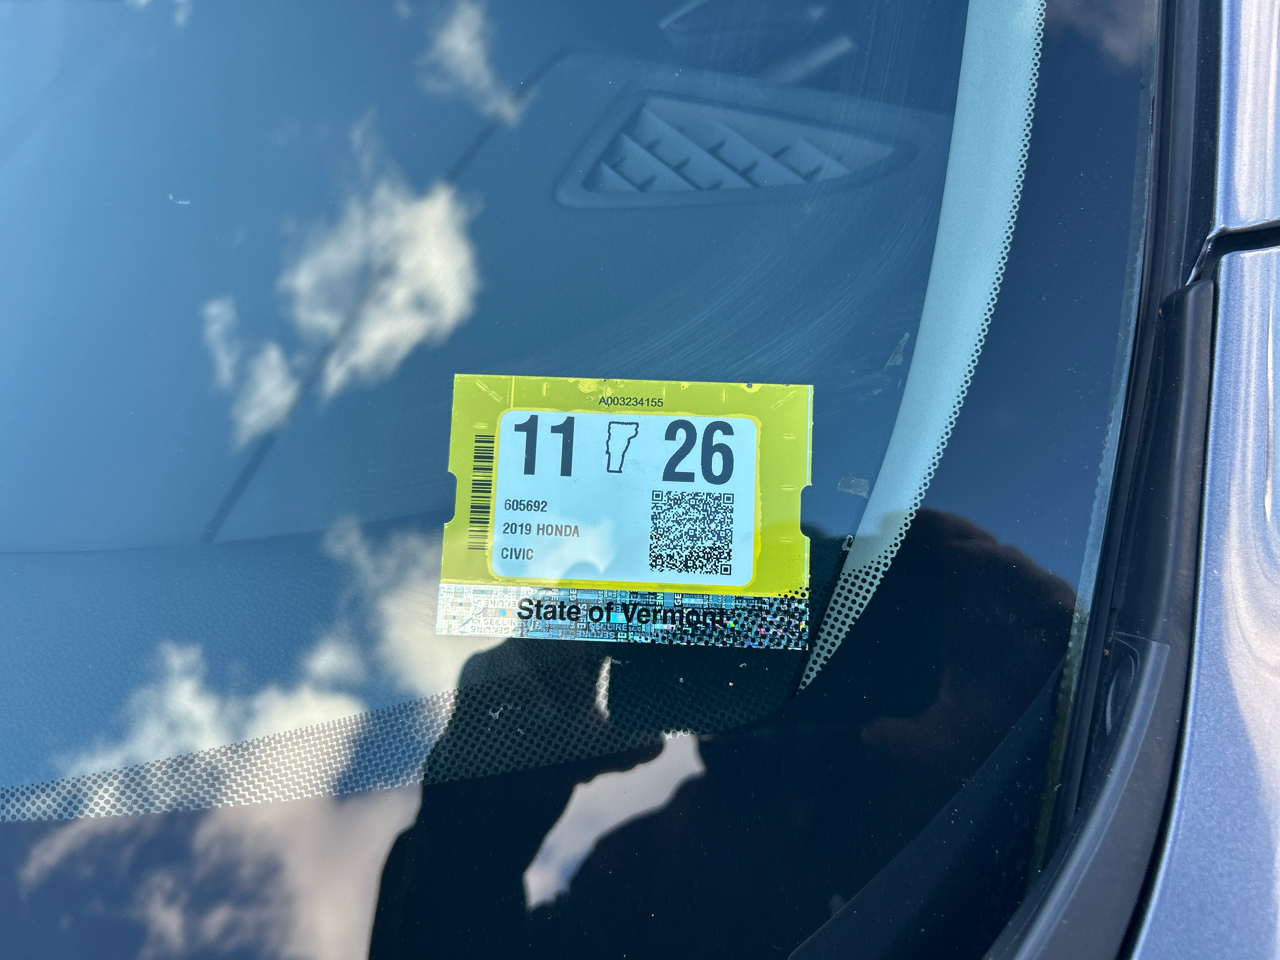 A003234155
11 26
605692
2019 HONDA
CIVIC
State of Vermont